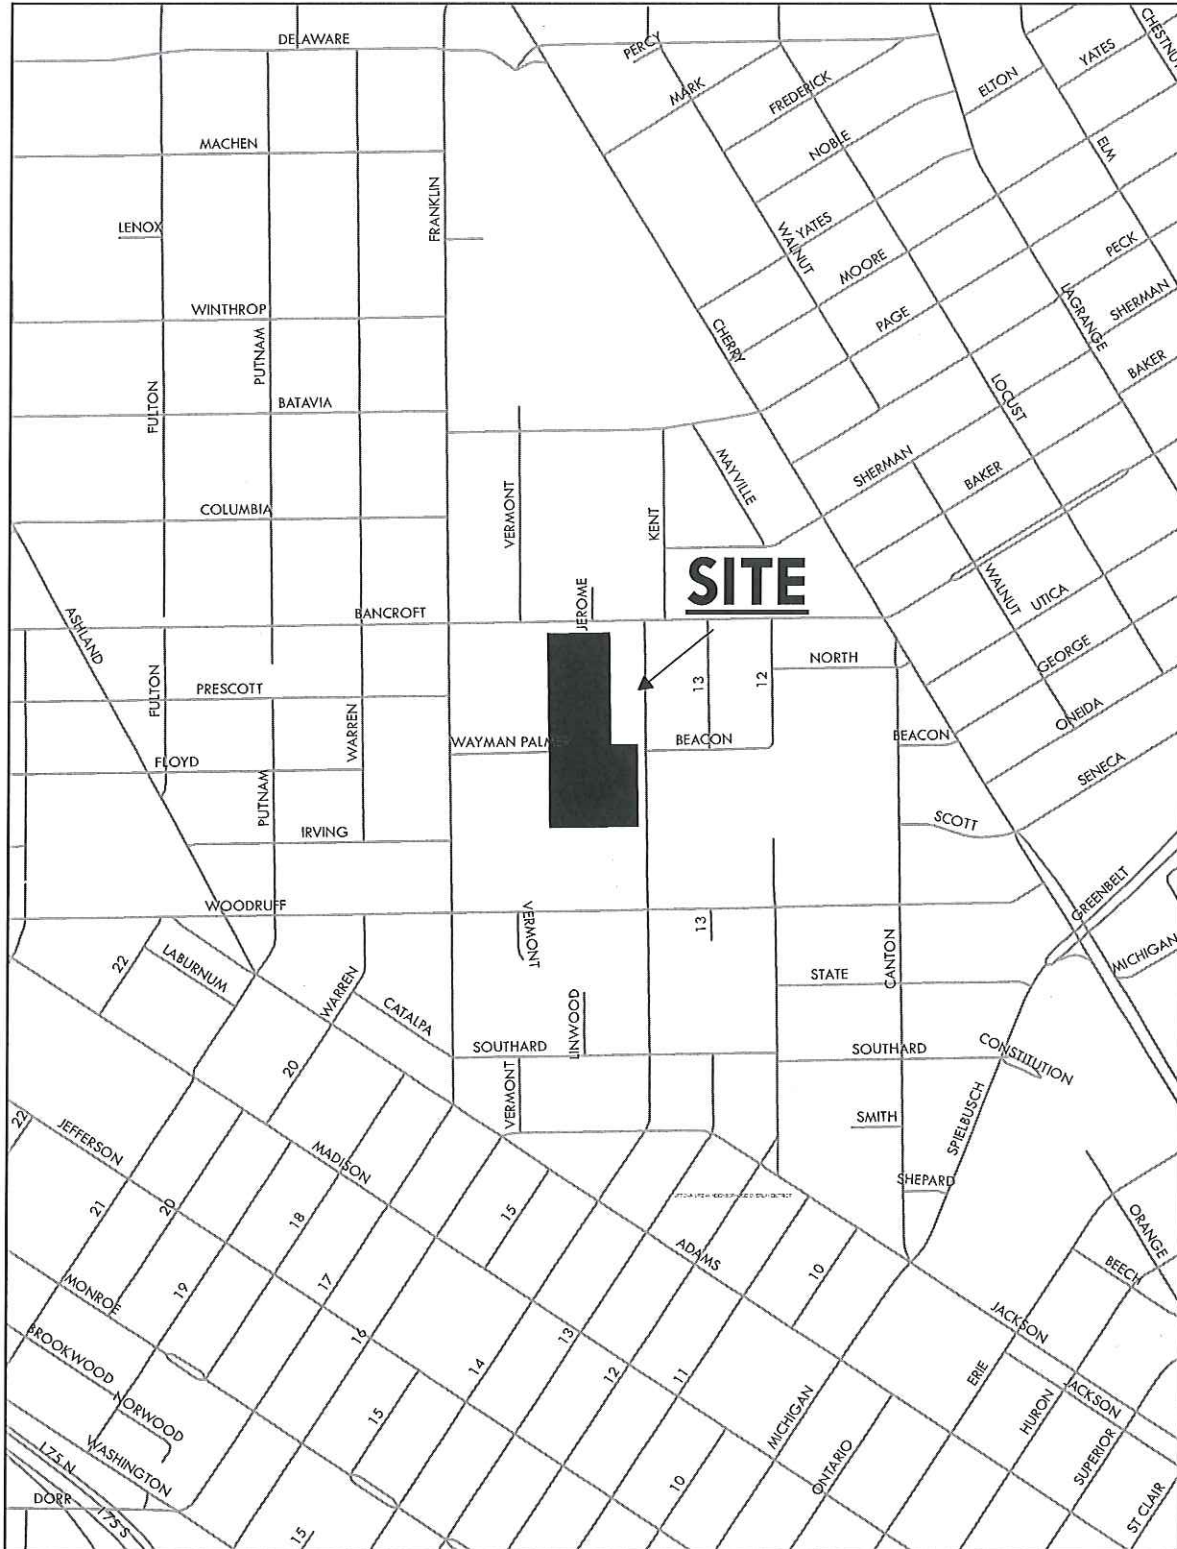 DELAWARE
PERCY
CHESTNUT
YATES
ELTON
MARK
FREDERICK
MACHEN
NOBLE
ELM
LENOX
FRANKLIN
YATES
WALNUT
MOORE
PECK
WINTHROP
PUTNAM
CHERRY
PAGE
LAGRANGE
SHERMAN
BAKER
FULTON
BATAVIA
LOCUST
MAYVILLE
SHERMAN
BAKER
COLUMBIA
VERMONT
KENT
SITE
WALNUT
UTICA
JEROME
BANCROFT
ASHLAND
GEORGE
NORTH
FULTON
PRESCOTT
13
12
ONEIDA
WARREN
WAYMAN PALMER
BEACON
BEACON
FLOYD
SENECA
PUTNAM
IRVING
SCOTT
GREENBELT
WOODRUFF
VERMONT
13
CANTON
MICHIGAN
22
LABURNUM
WARREN
STATE
CATALPA
LINWOOD
SOUTHARD
SOUTHARD
CONSTITUTION
20
VERMONT
SMITH
SPIELBUSCH
22
JEFFERSON
MADISON
SHEPARD
21
20
18
15
ORANGE
ADAMS
10
BEECH
MONROE
19
17
JACKSON
16
13
BROOKWOOD
14
12
11
ERIE
JACKSON
NORWOOD
15
MICHIGAN
HURON
WASHINGTON
ONTARIO
SUPERIOR
I 75 N
10
DORR
I 75 S
ST CLAIR
15